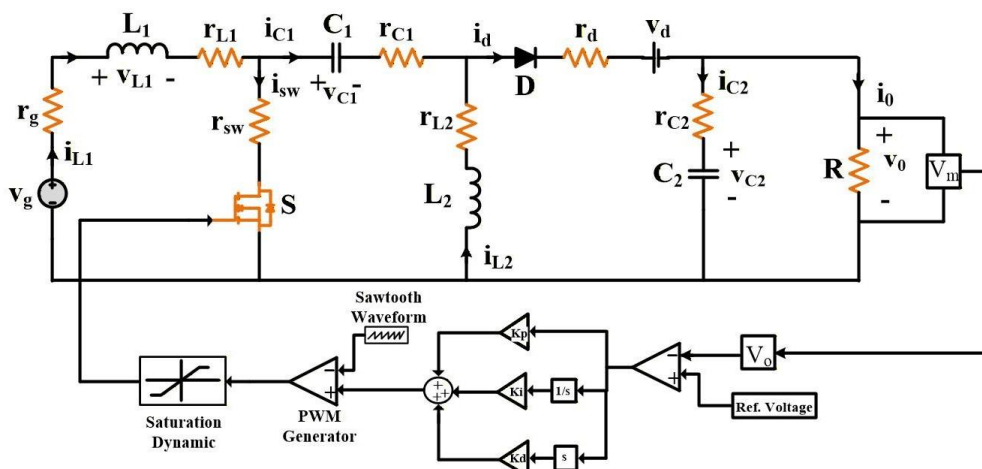 L1
rL1
iC1
C1
rC1
id
rd
vd
+ vL1 -
isw
+ vC1 -
D
iC2
i0
rg
rsw
rL2
rC2
iL1
+
v0
-
Vm
vg
S
L2
C2
+
vC2
-
R
iL2
Sawtooth
Waveform
Kp
Vo
Ki
1/s
Ref. Voltage
PWM
Generator
Saturation
Dynamic
Kd
s